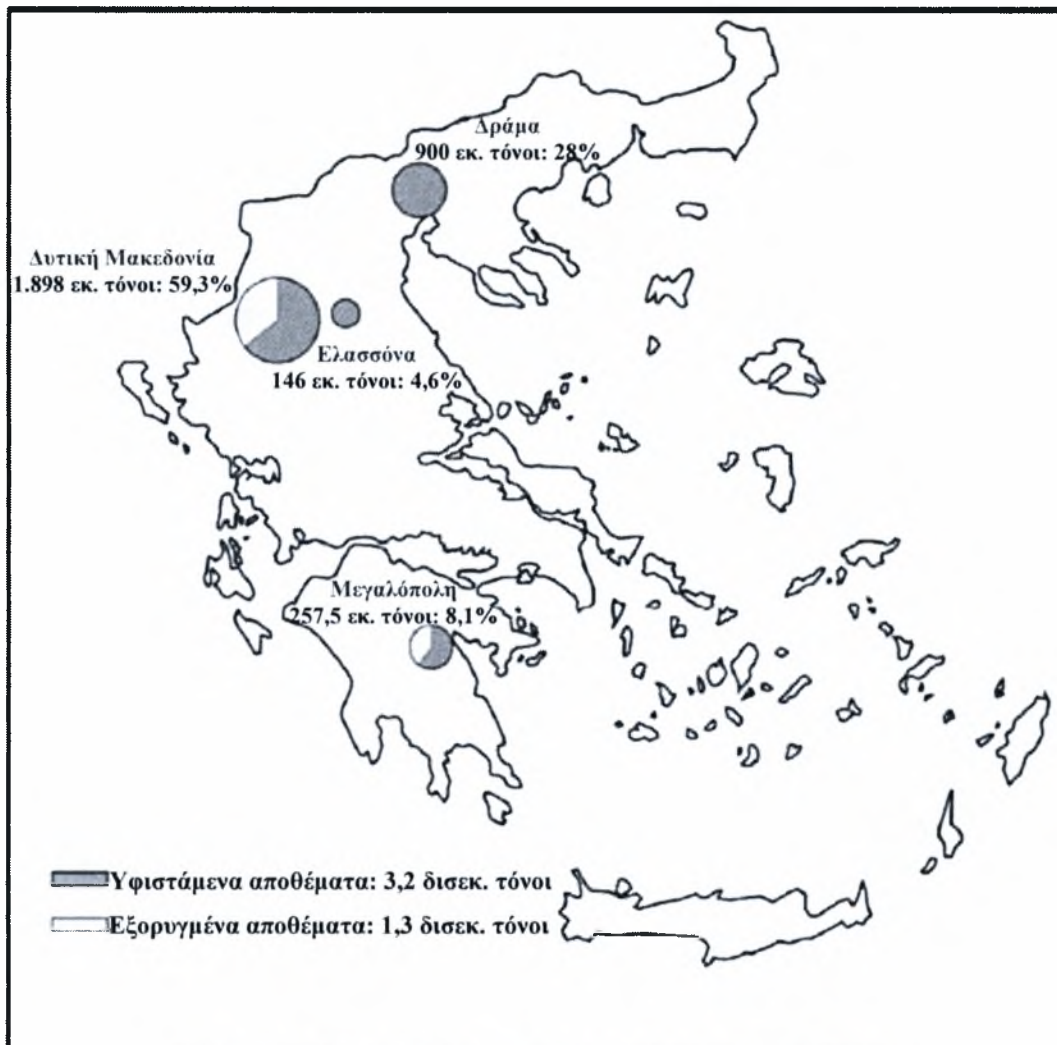 Δράμα
900 εκ. τόνοι: 28%
Δυτική Μακεδονία
1.898 εκ. τόνοι: 59,3%
Ελασσόνα
146 εκ. τόνοι: 4,6%
Μεγαλόπολη
257,5 εκ. τόνοι: 8,1%
Υφιστάμενα αποθέματα: 3,2 δισεκ. τόνοι
Εξορυγμένα αποθέματα: 1,3 δισεκ. τόνοι